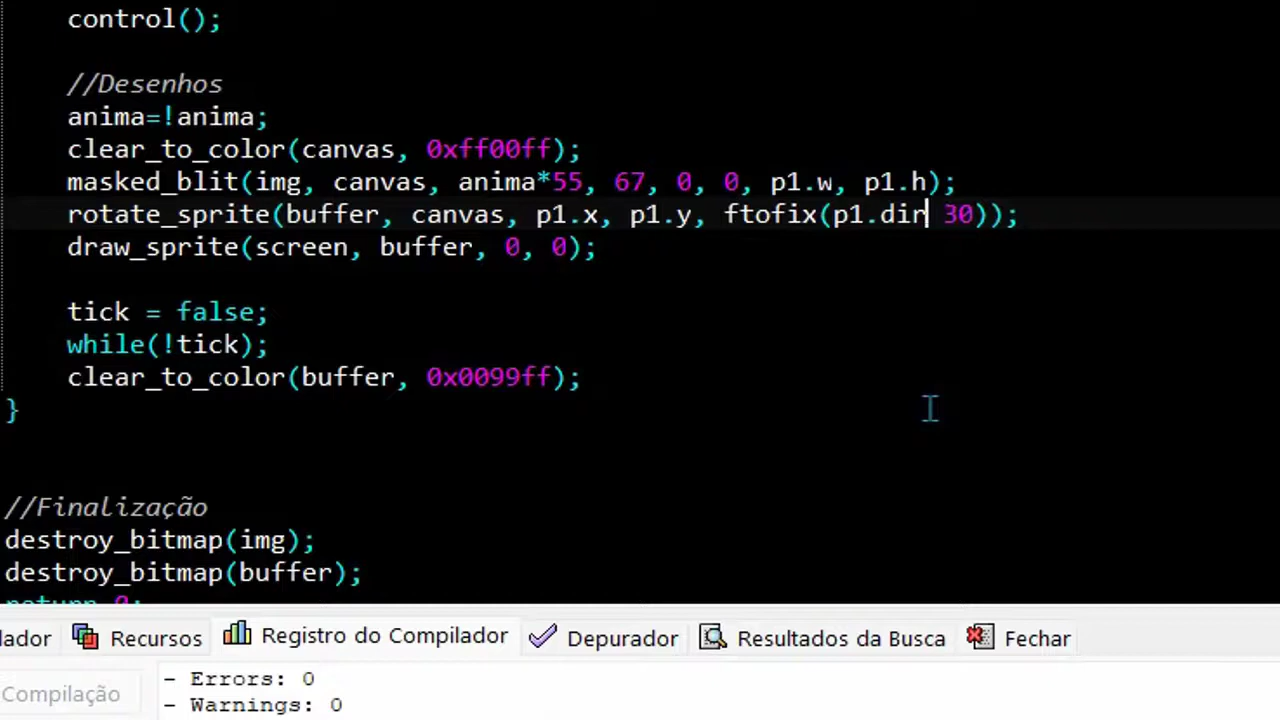 control();
//Desenhos
anima=!anima;
clear_to_color(canvas, 0xff00ff);
masked_blit(img, canvas, anima*55, 67, 0, 0, p1.w, p1.h);
rotate_sprite(buffer, canvas, p1.x, p1.y, ftofix(p1.dir 30));
draw_sprite(screen, buffer, 0, 0);
tick = false;
while(!tick);
clear_to_color(buffer, 0x0099ff);
}
//Finalização
destroy_bitmap(img);
destroy_bitmap(buffer);
return 0;
lador Recursos Registro do Compilador Depurador Resultados da Busca Fechar
Compilação
- Errors: 0
- Warnings: 0